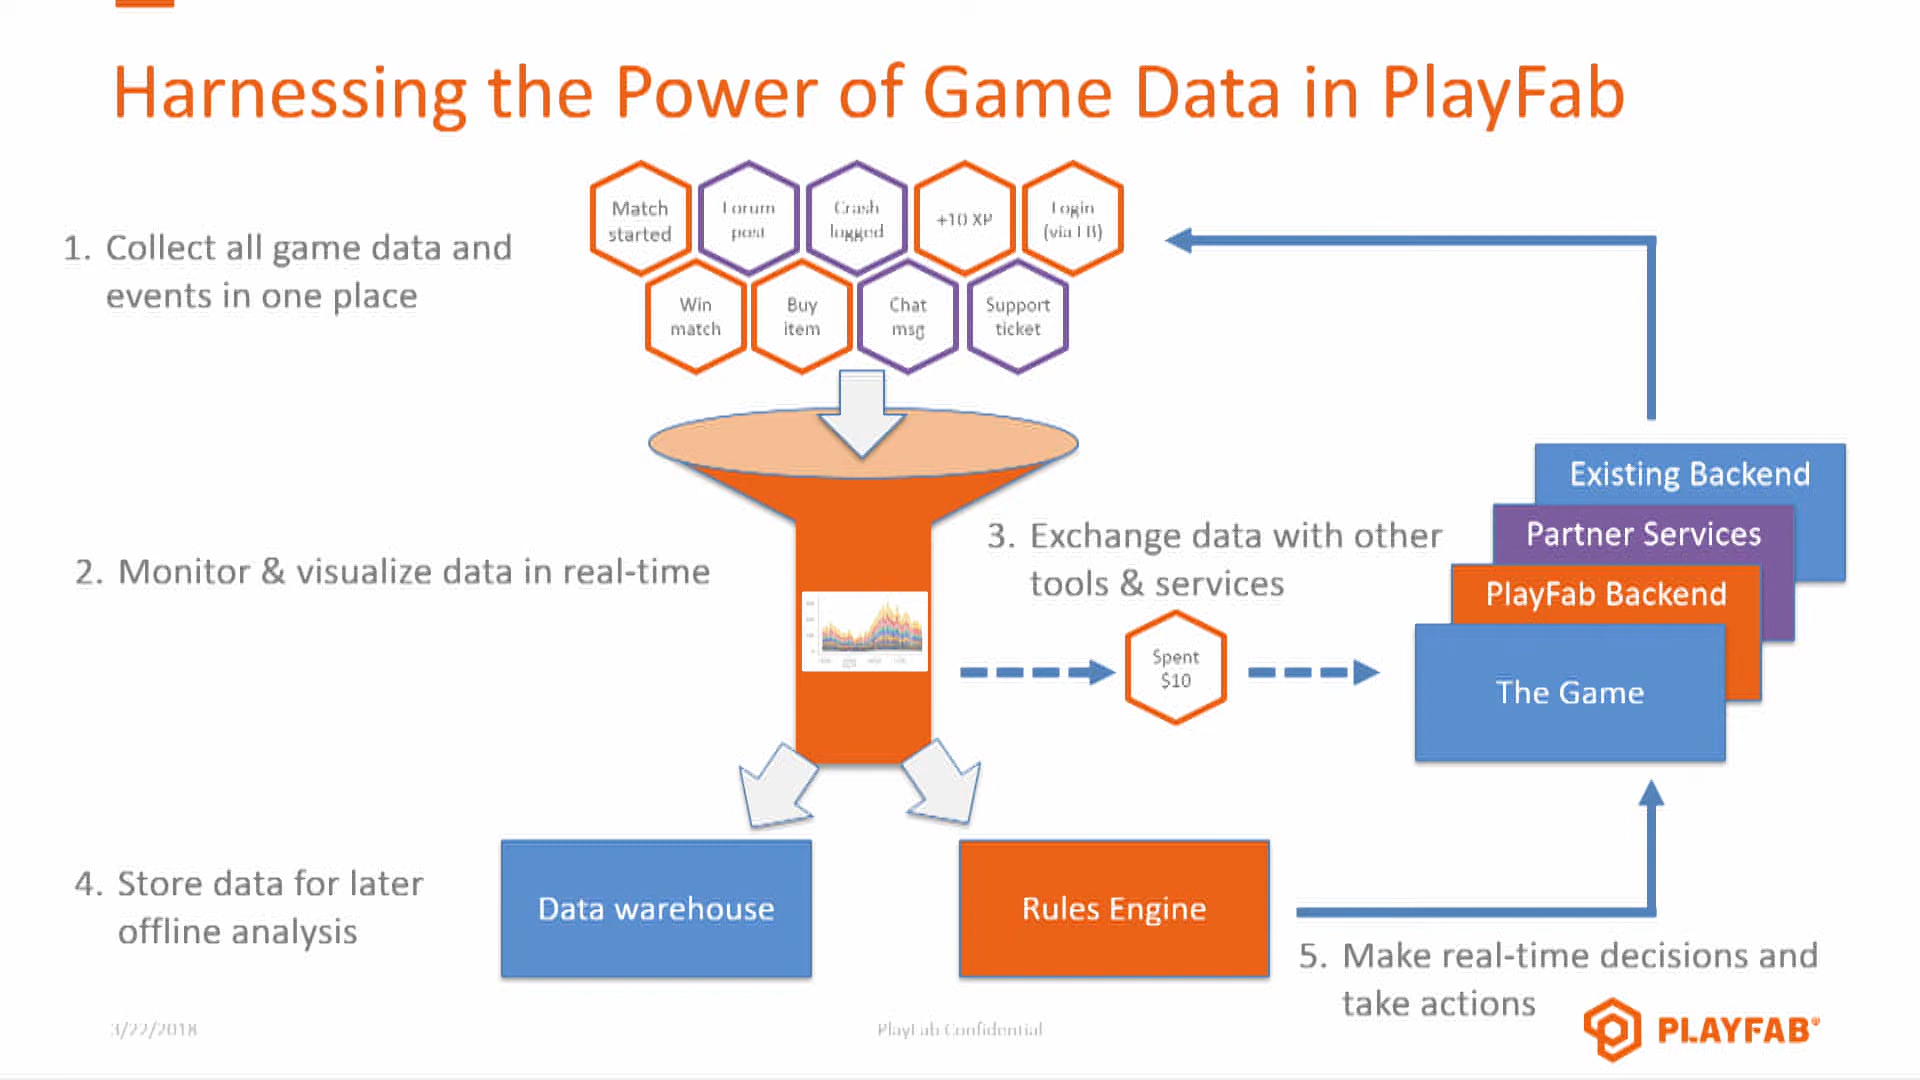 Harnessing the Power of Game Data in PlayFab
1. Collect all game data and
events in one place
Match
started
Forum
post
Crash
logged
+10 XP
Login
(via FB)
Win
match
Buy
item
Chat
msg
Support
ticket
2. Monitor & visualize data in real-time
3. Exchange data with other
tools & services
Spent
$10
Existing Backend
Partner Services
PlayFab Backend
The Game
4. Store data for later
offline analysis
Data warehouse
Rules Engine
5. Make real-time decisions and
take actions
3/22/2018
PlayFab Confidential
PLAYFAB®